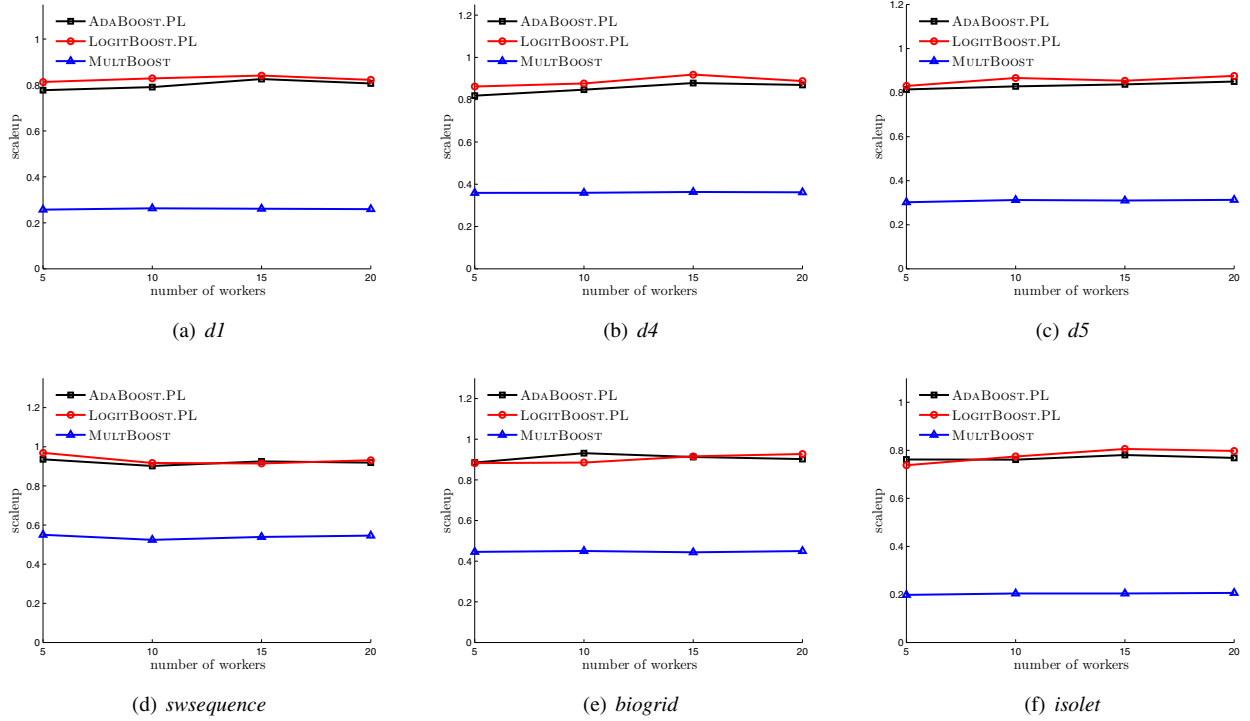 ADABOOST.PL
LOGITBOOST.PL
MULTBOOST
1
0.8
0.6
0.4
0.2
0
scaleup
5 10 15 20
number of workers
(a) d1
ADABOOST.PL
LOGITBOOST.PL
MULTBOOST
1.2
1
0.8
0.6
0.4
0.2
0
scaleup
5 10 15 20
number of workers
(b) d4
ADABOOST.PL
LOGITBOOST.PL
MULTBOOST
1.2
1
0.8
0.6
0.4
0.2
0
scaleup
5 10 15 20
number of workers
(c) d5
ADABOOST.PL
LOGITBOOST.PL
MULTBOOST
1.2
1
0.8
0.6
0.4
0.2
0
scaleup
5 10 15 20
number of workers
(d) swsequence
ADABOOST.PL
LOGITBOOST.PL
MULTBOOST
1.2
1
0.8
0.6
0.4
0.2
0
scaleup
5 10 15 20
number of workers
(e) biogrid
ADABOOST.PL
LOGITBOOST.PL
MULTBOOST
1
0.8
0.6
0.4
0.2
0
scaleup
5 10 15 20
number of workers
(f) isolet